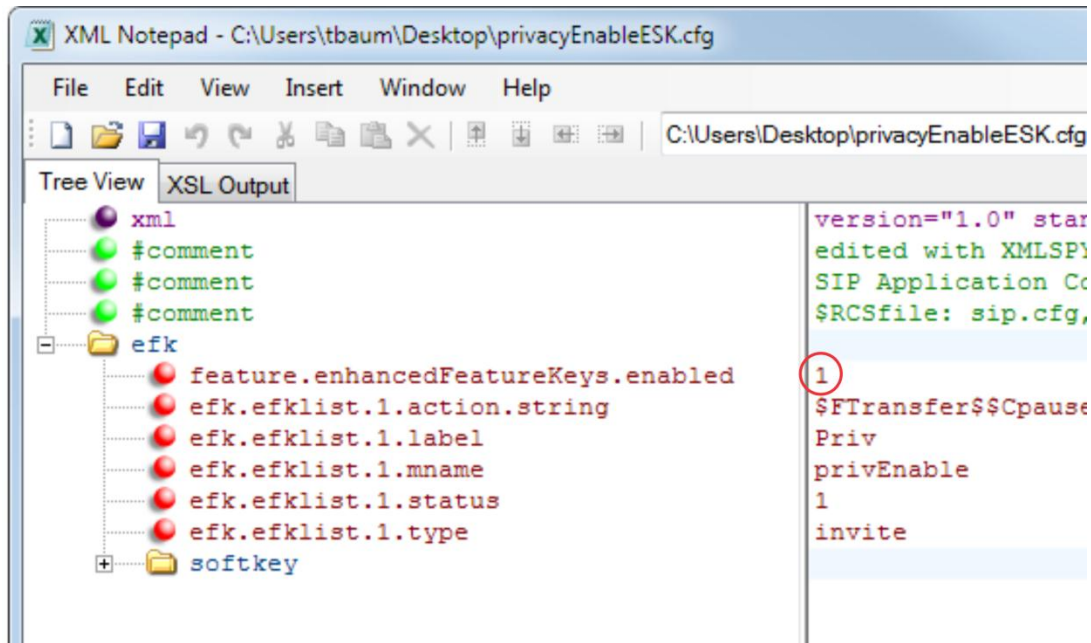 XML Notepad - C:\Users\tbaum\Desktop\privacyEnableESK.cfg
File Edit View Insert Window Help
C:\Users\Desktop\privacyEnableESK.cfg
Tree View XSL Output
xml version="1.0" star
#comment edited with XMLSPY
#comment SIP Application Co
#comment $RCSfile: sip.cfg,
efk
feature.enhancedFeatureKeys.enabled 1
efk.efklist.1.action.string $FTransfer$$Cpause
efk.efklist.1.label Priv
efk.efklist.1.mname privEnable
efk.efklist.1.status 1
efk.efklist.1.type invite
softkey